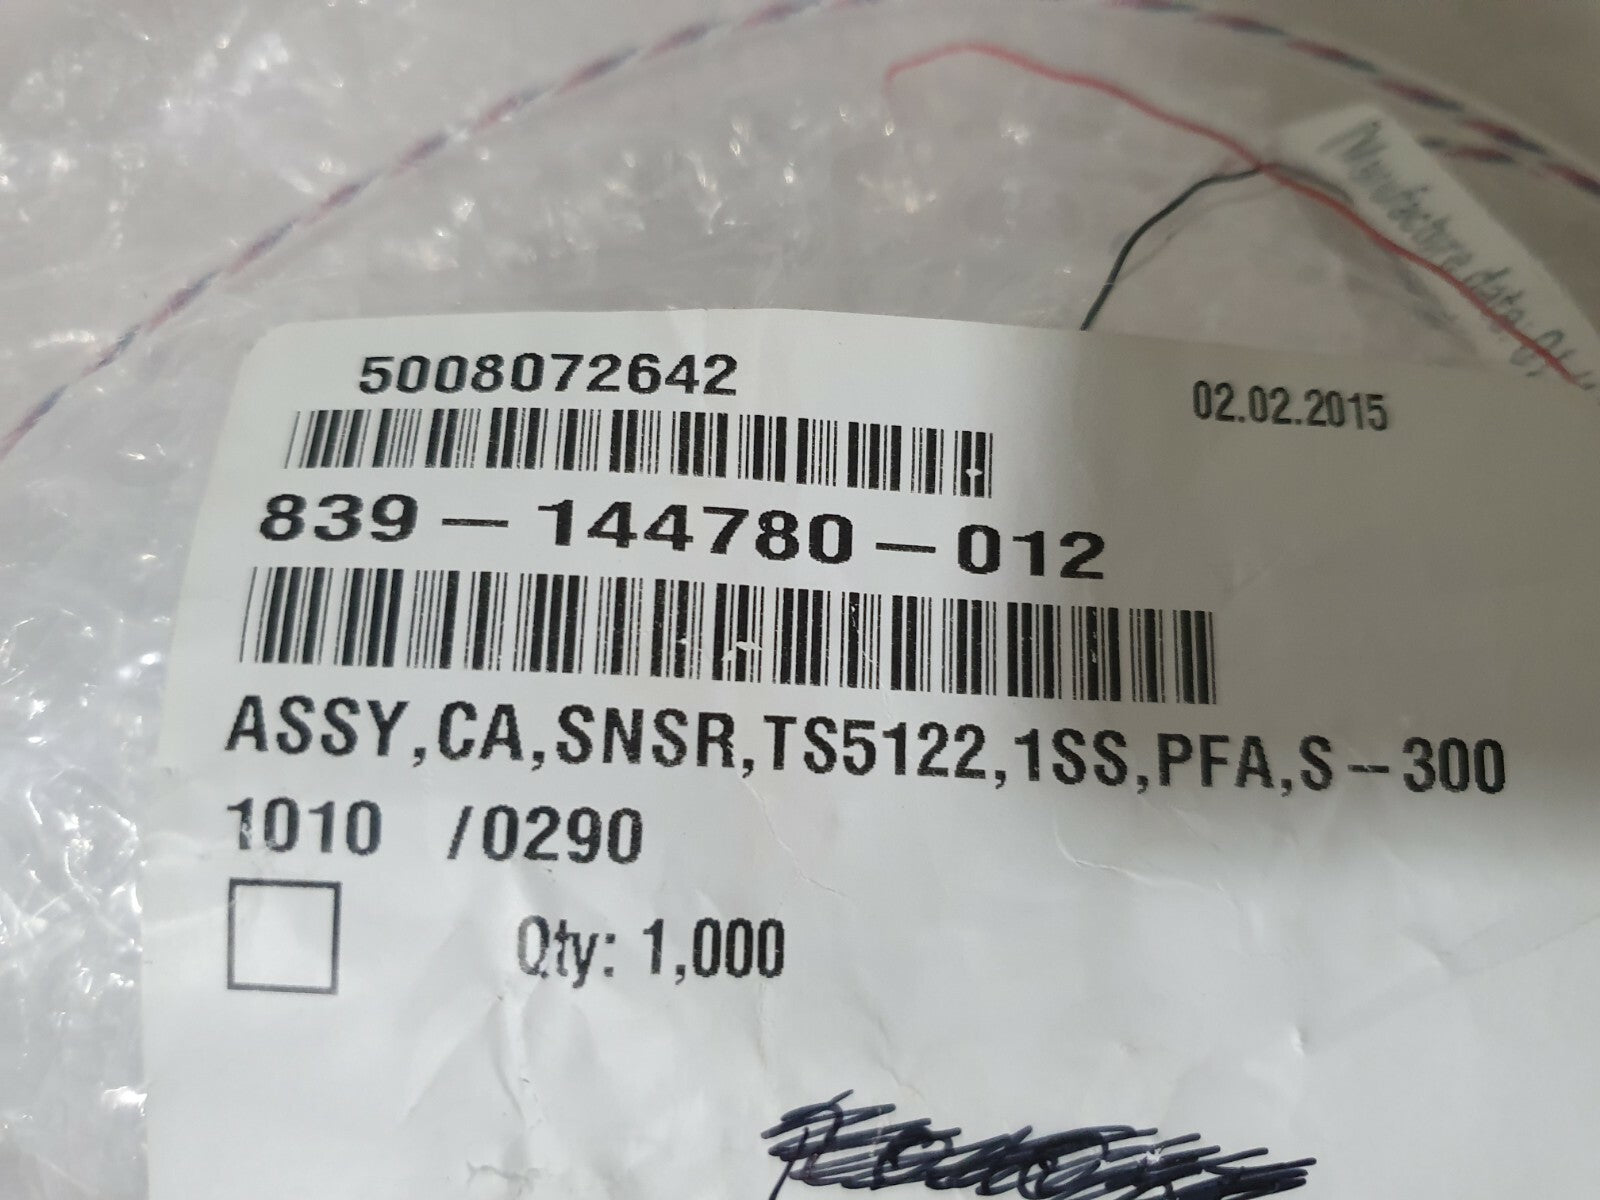 Manufacture date:
5008072642
02.02.2015
839-144780-012
ASSY,CA,SNSR,TS5122,1SS,PFA,S-300
1010 /0290
Qty: 1,000